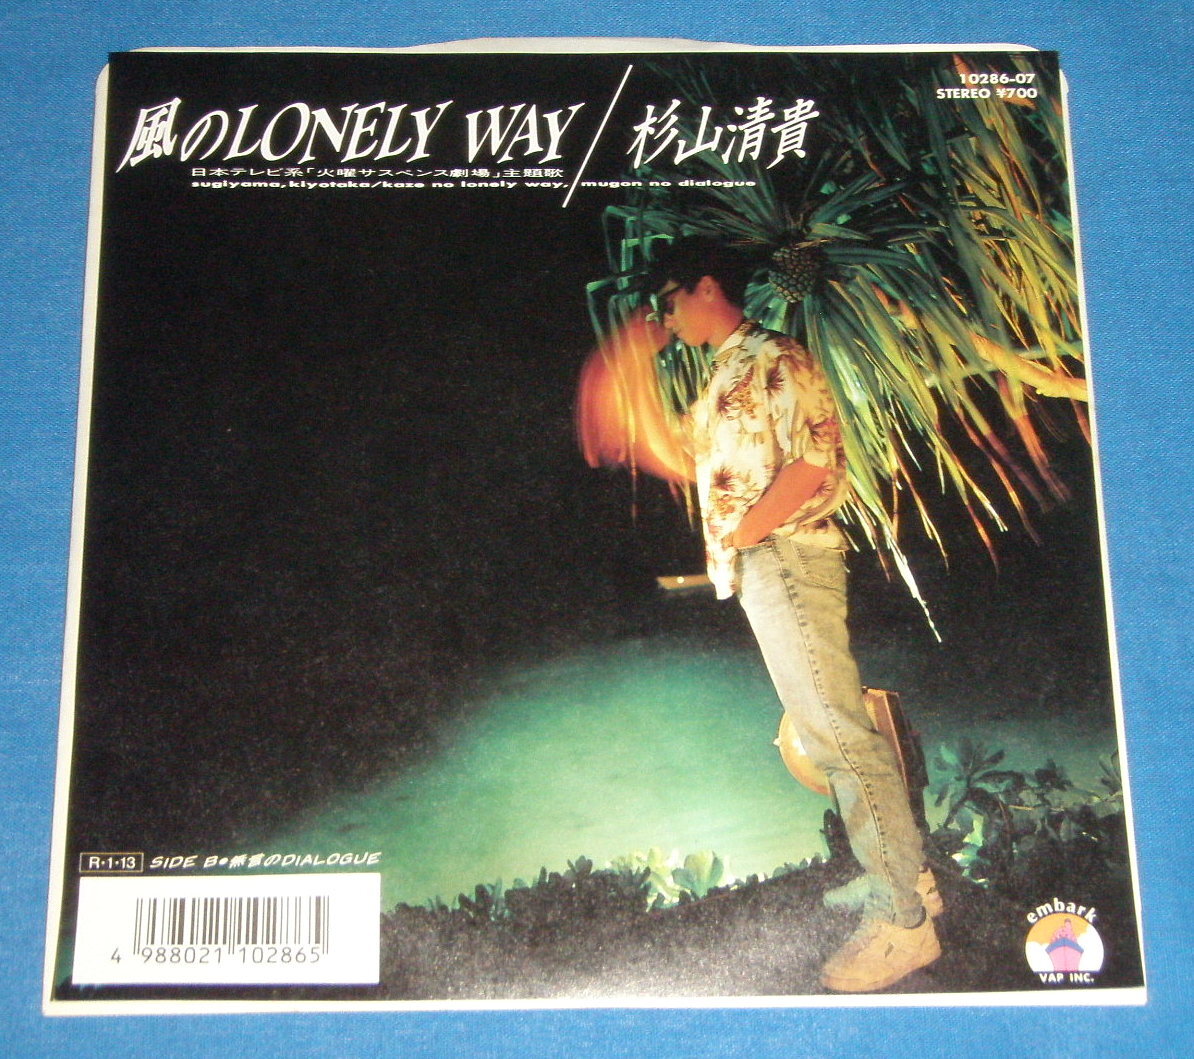 10286-07
STEREO ¥700
風のLONELY WAY/杉山清貴
日本テレビ系「火曜サスペンス劇場」主題歌
sugiyama,kiyotaka/kaze no lonely way, mugon no dialogue
R・1・13 SIDE B●無言のDIALOGUE
4 988021 102865
embark
VAP INC.